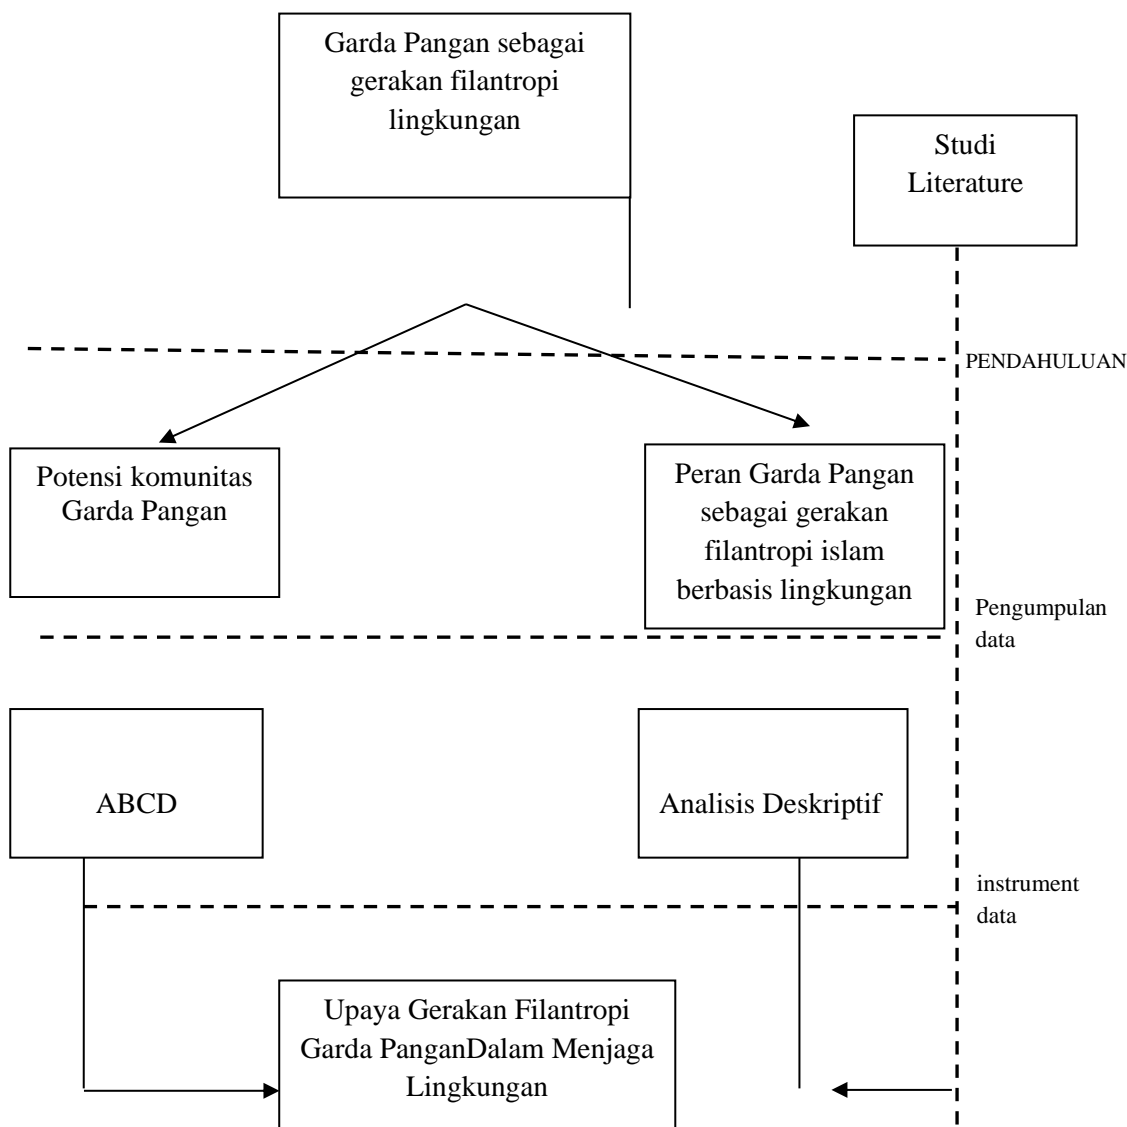 Garda Pangan sebagai
gerakan filantropi
lingkungan
Studi
Literature
PENDAHULUAN
Potensi komunitas
Garda Pangan
Peran Garda Pangan
sebagai gerakan
filantropi islam
berbasis lingkungan
Pengumpulan
data
ABCD
Analisis Deskriptif
instrument
data
Upaya Gerakan Filantropi
Garda PanganDalam Menjaga
Lingkungan